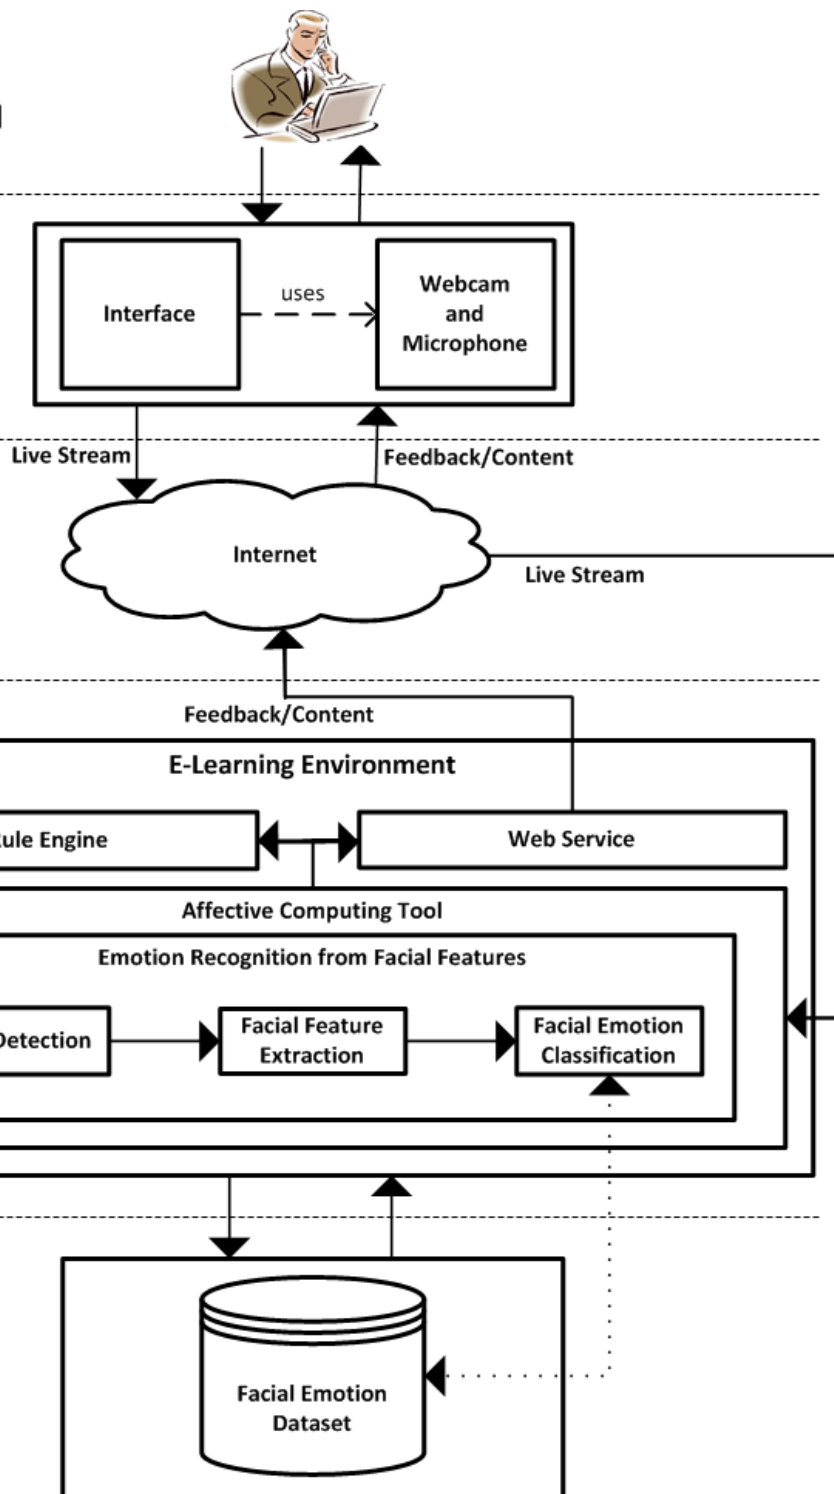 Interface
uses
Webcam
and
Microphone
Live Stream
Feedback/Content
Internet
Live Stream
Feedback/Content
E-Learning Environment
ule Engine
Web Service
Affective Computing Tool
Emotion Recognition from Facial Features
Detection
Facial Feature
Extraction
Facial Emotion
Classification
Facial Emotion
Dataset